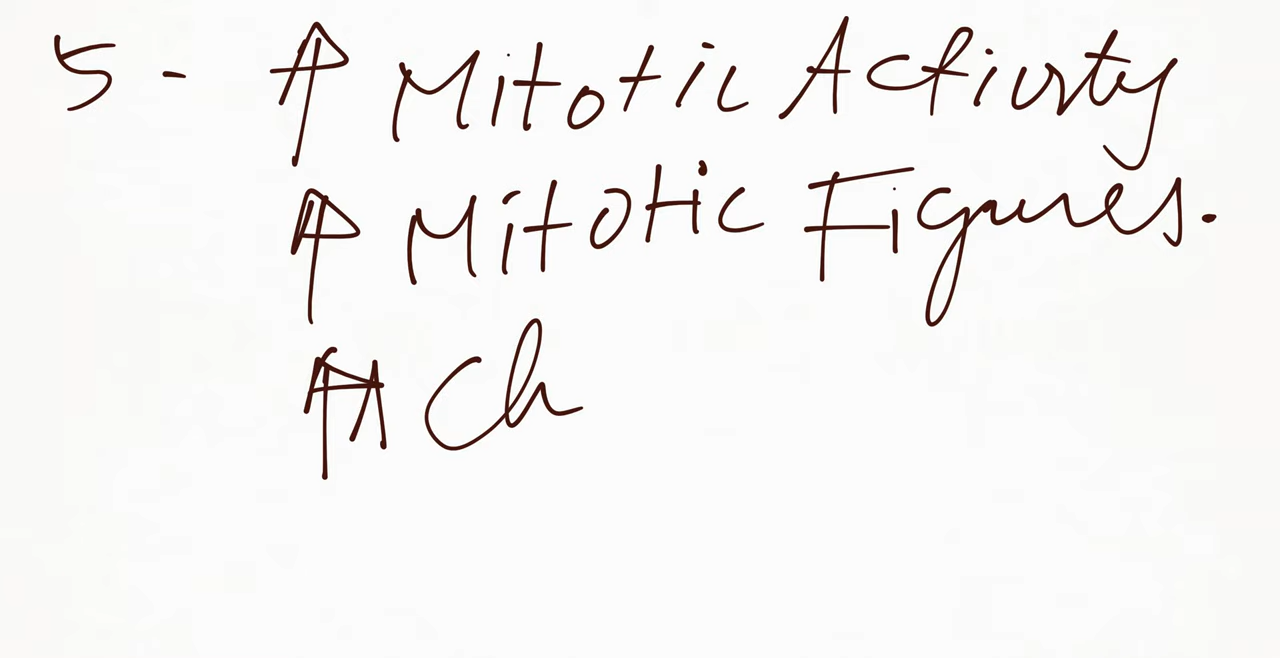 5 - ↑ Mitotic Activity
↑ Mitotic Figures.
↑↑ Ch